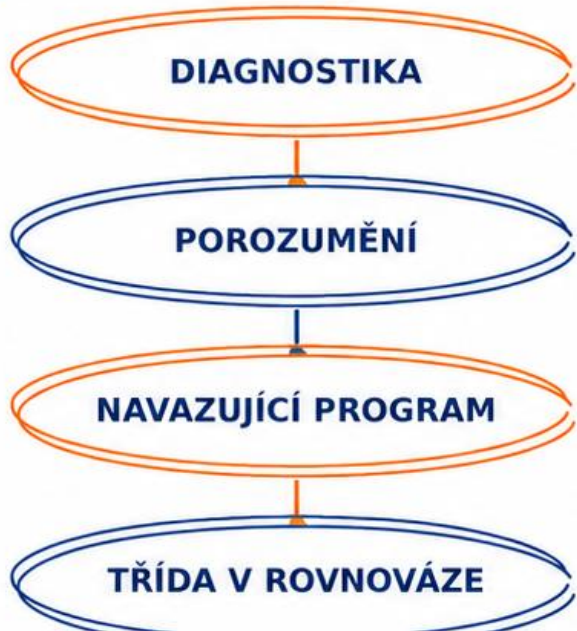 DIAGNOSTIKA
POROZUMĚNÍ
NAVAZUJÍCÍ PROGRAM
TŘÍDA V ROVNOVÁZE